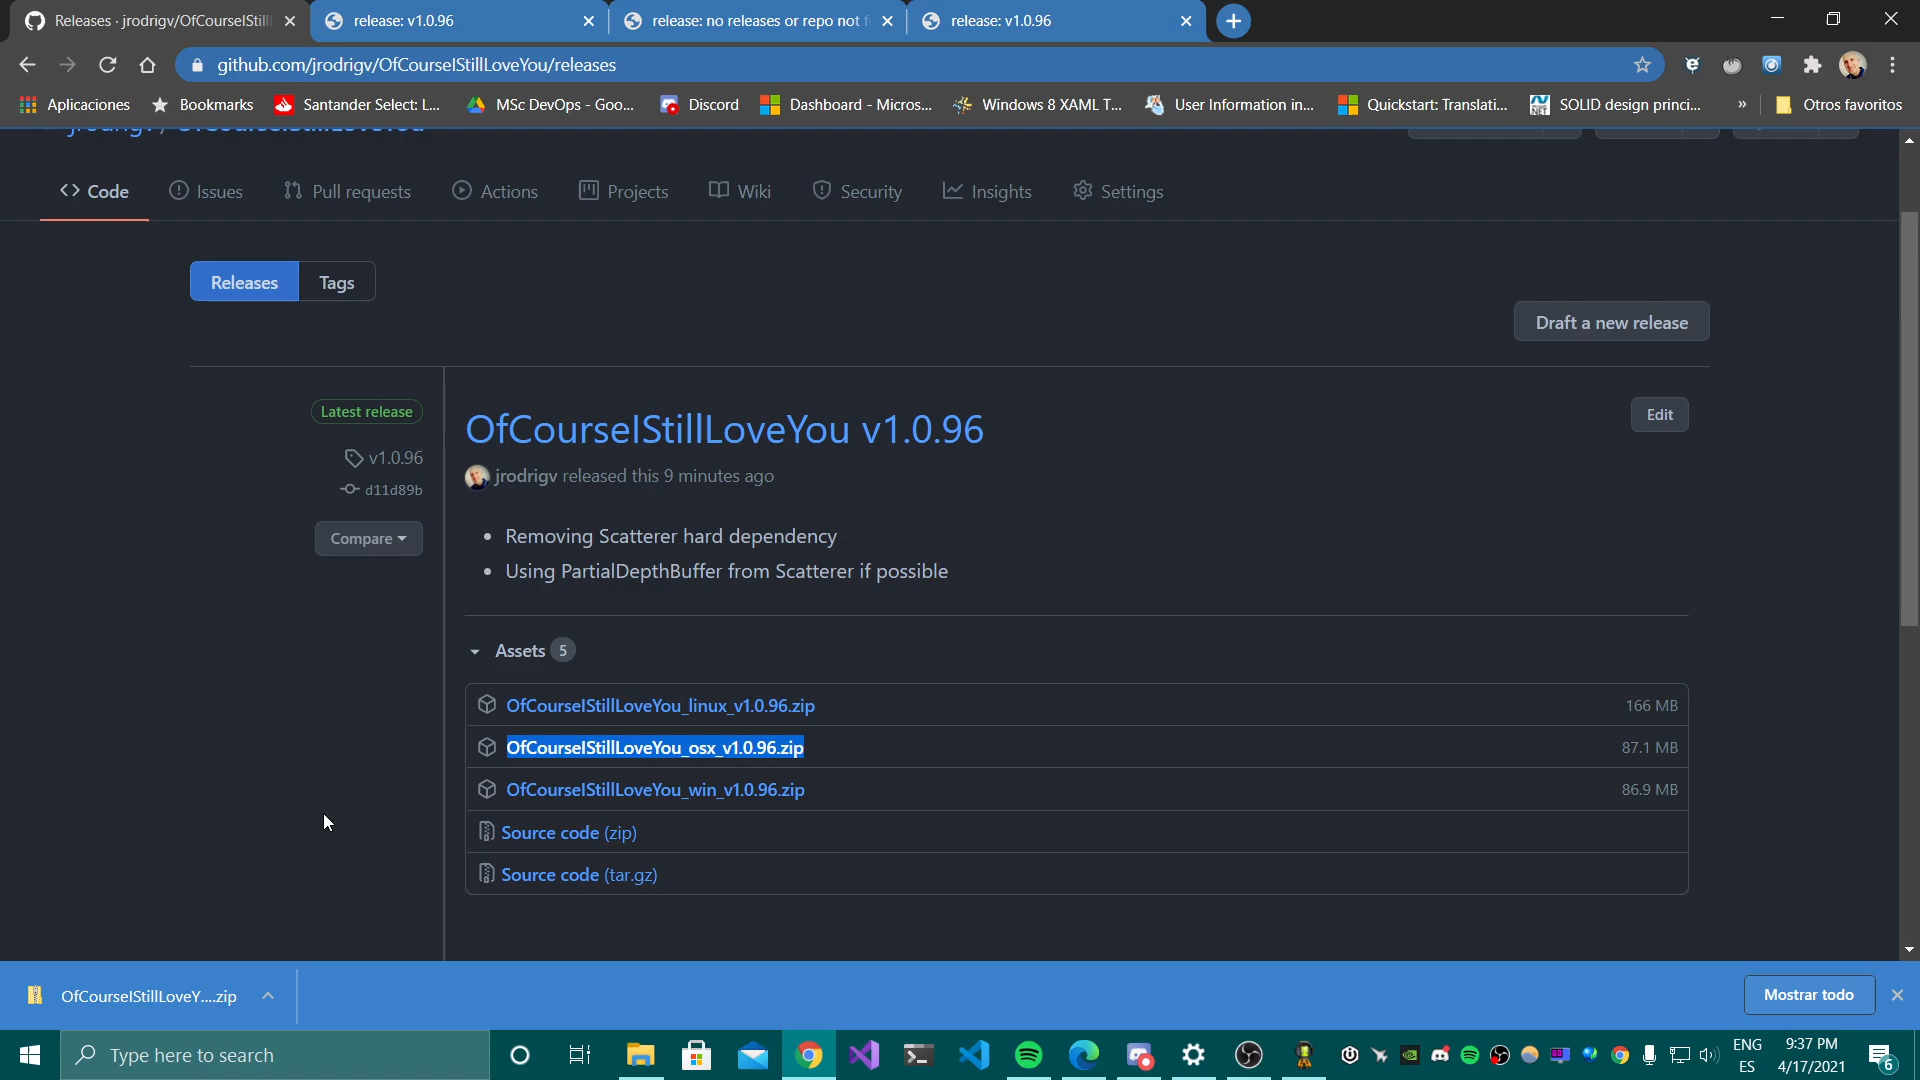 Releases · jrodrigv/OfCourseIStill
release: v1.0.96
release: no releases or repo not f
release: v1.0.96
github.com/jrodrigv/OfCourseIStillLoveYou/releases
Aplicaciones
Bookmarks
Santander Select: L...
MSc DevOps - Goo...
Discord
Dashboard - Micros...
Windows 8 XAML T...
User Information in...
Quickstart: Translati...
SOLID design princi...
»
Otros favoritos
jrodrigv / OfCourseIStillLoveYou
Code
Issues
Pull requests
Actions
Projects
Wiki
Security
Insights
Settings
Releases
Tags
Draft a new release
Latest release
v1.0.96
d11d89b
Compare
OfCourseIStillLoveYou v1.0.96
Edit
jrodrigv released this 9 minutes ago
• Removing Scatterer hard dependency
• Using PartialDepthBuffer from Scatterer if possible
Assets 5
OfCourseIStillLoveYou_linux_v1.0.96.zip 166 MB
OfCourseIStillLoveYou_osx_v1.0.96.zip 87.1 MB
OfCourseIStillLoveYou_win_v1.0.96.zip 86.9 MB
Source code (zip)
Source code (tar.gz)
OfCourseIStillLoveY....zip
Mostrar todo
Type here to search
ENG
ES
9:37 PM
4/17/2021
6